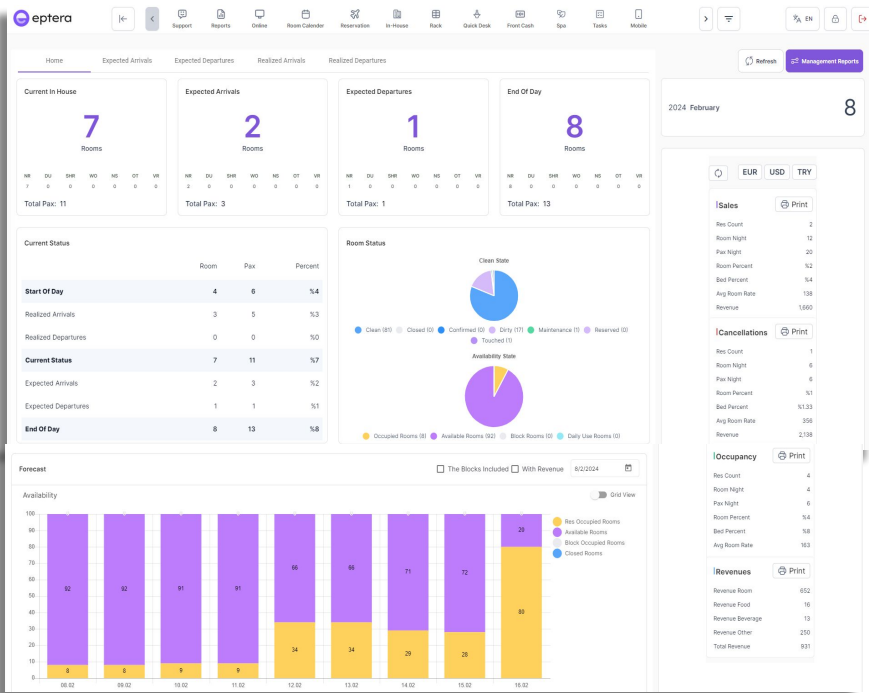 eptera
Support Reports Online Room Calender Reservation In-House Rack Quick Desk Front Cash Spa Tasks Mobile EN
Home Expected Arrivals Expected Departures Realized Arrivals Realized Departures
Refresh Management Reports
Current In House
7
Rooms
NR DU SHR WO NS OT VR
7 0 0 0 0 0 0
Total Pax: 11
Expected Arrivals
2
Rooms
NR DU SHR WO NS OT VR
2 0 0 0 0 0 0
Total Pax: 3
Expected Departures
1
Rooms
NR DU SHR WO NS OT VR
1 0 0 0 0 0 0
Total Pax: 1
End Of Day
8
Rooms
NR DU SHR WO NS OT VR
8 0 0 0 0 0 0
Total Pax: 13
2024 February 8
Current Status
Room Pax Percent
Start Of Day 4 6 %4
Realized Arrivals 3 5 %3
Realized Departures 0 0 %0
Current Status 7 11 %7
Expected Arrivals 2 3 %2
Expected Departures 1 1 %1
End Of Day 8 13 %8
Room Status
Clean State
Clean (81) Closed (0) Confirmed (0) Dirty (17) Maintenance (1) Reserved (0)
Touched (1)
Availability State
Occupied Rooms (8) Available Rooms (92) Block Rooms (0) Daily Use Rooms (0)
EUR USD TRY
Sales Print
Res Count 2
Room Night 12
Pax Night 20
Room Percent %2
Bed Percent %4
Avg Room Rate 138
Revenue 1,660
Cancellations Print
Res Count 1
Room Night 6
Pax Night 6
Room Percent %1
Bed Percent %1.33
Avg Room Rate 356
Revenue 2,138
Occupancy Print
Res Count 4
Room Night 4
Pax Night 6
Room Percent %4
Bed Percent %8
Avg Room Rate 163
Revenues Print
Revenue Room 652
Revenue Food 16
Revenue Beverage 13
Revenue Other 250
Total Revenue 931
Forecast The Blocks Included With Revenue 8/2/2024
Availability Grid View
100
90
80
70
60
50
40
30
20
10
0
92 92 91 91 66 66 71 72 20
8 8 9 9 34 34 29 28 80
08.02 09.02 10.02 11.02 12.02 13.02 14.02 15.02 16.02
Res Occupied Rooms
Available Rooms
Block Occupied Rooms
Closed Rooms